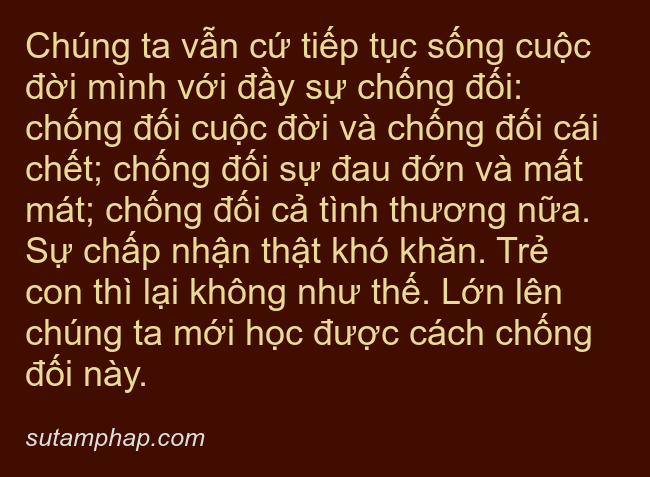 Chúng ta vẫn cứ tiếp tục sống cuộc
đời mình với đầy sự chống đối:
chống đối cuộc đời và chống đối cái
chết; chống đối sự đau đớn và mất
mát; chống đối cả tình thương nữa.
Sự chấp nhận thật khó khăn. Trẻ
con thì lại không như thế. Lớn lên
chúng ta mới học được cách chống
đối này.
sutamphap.com